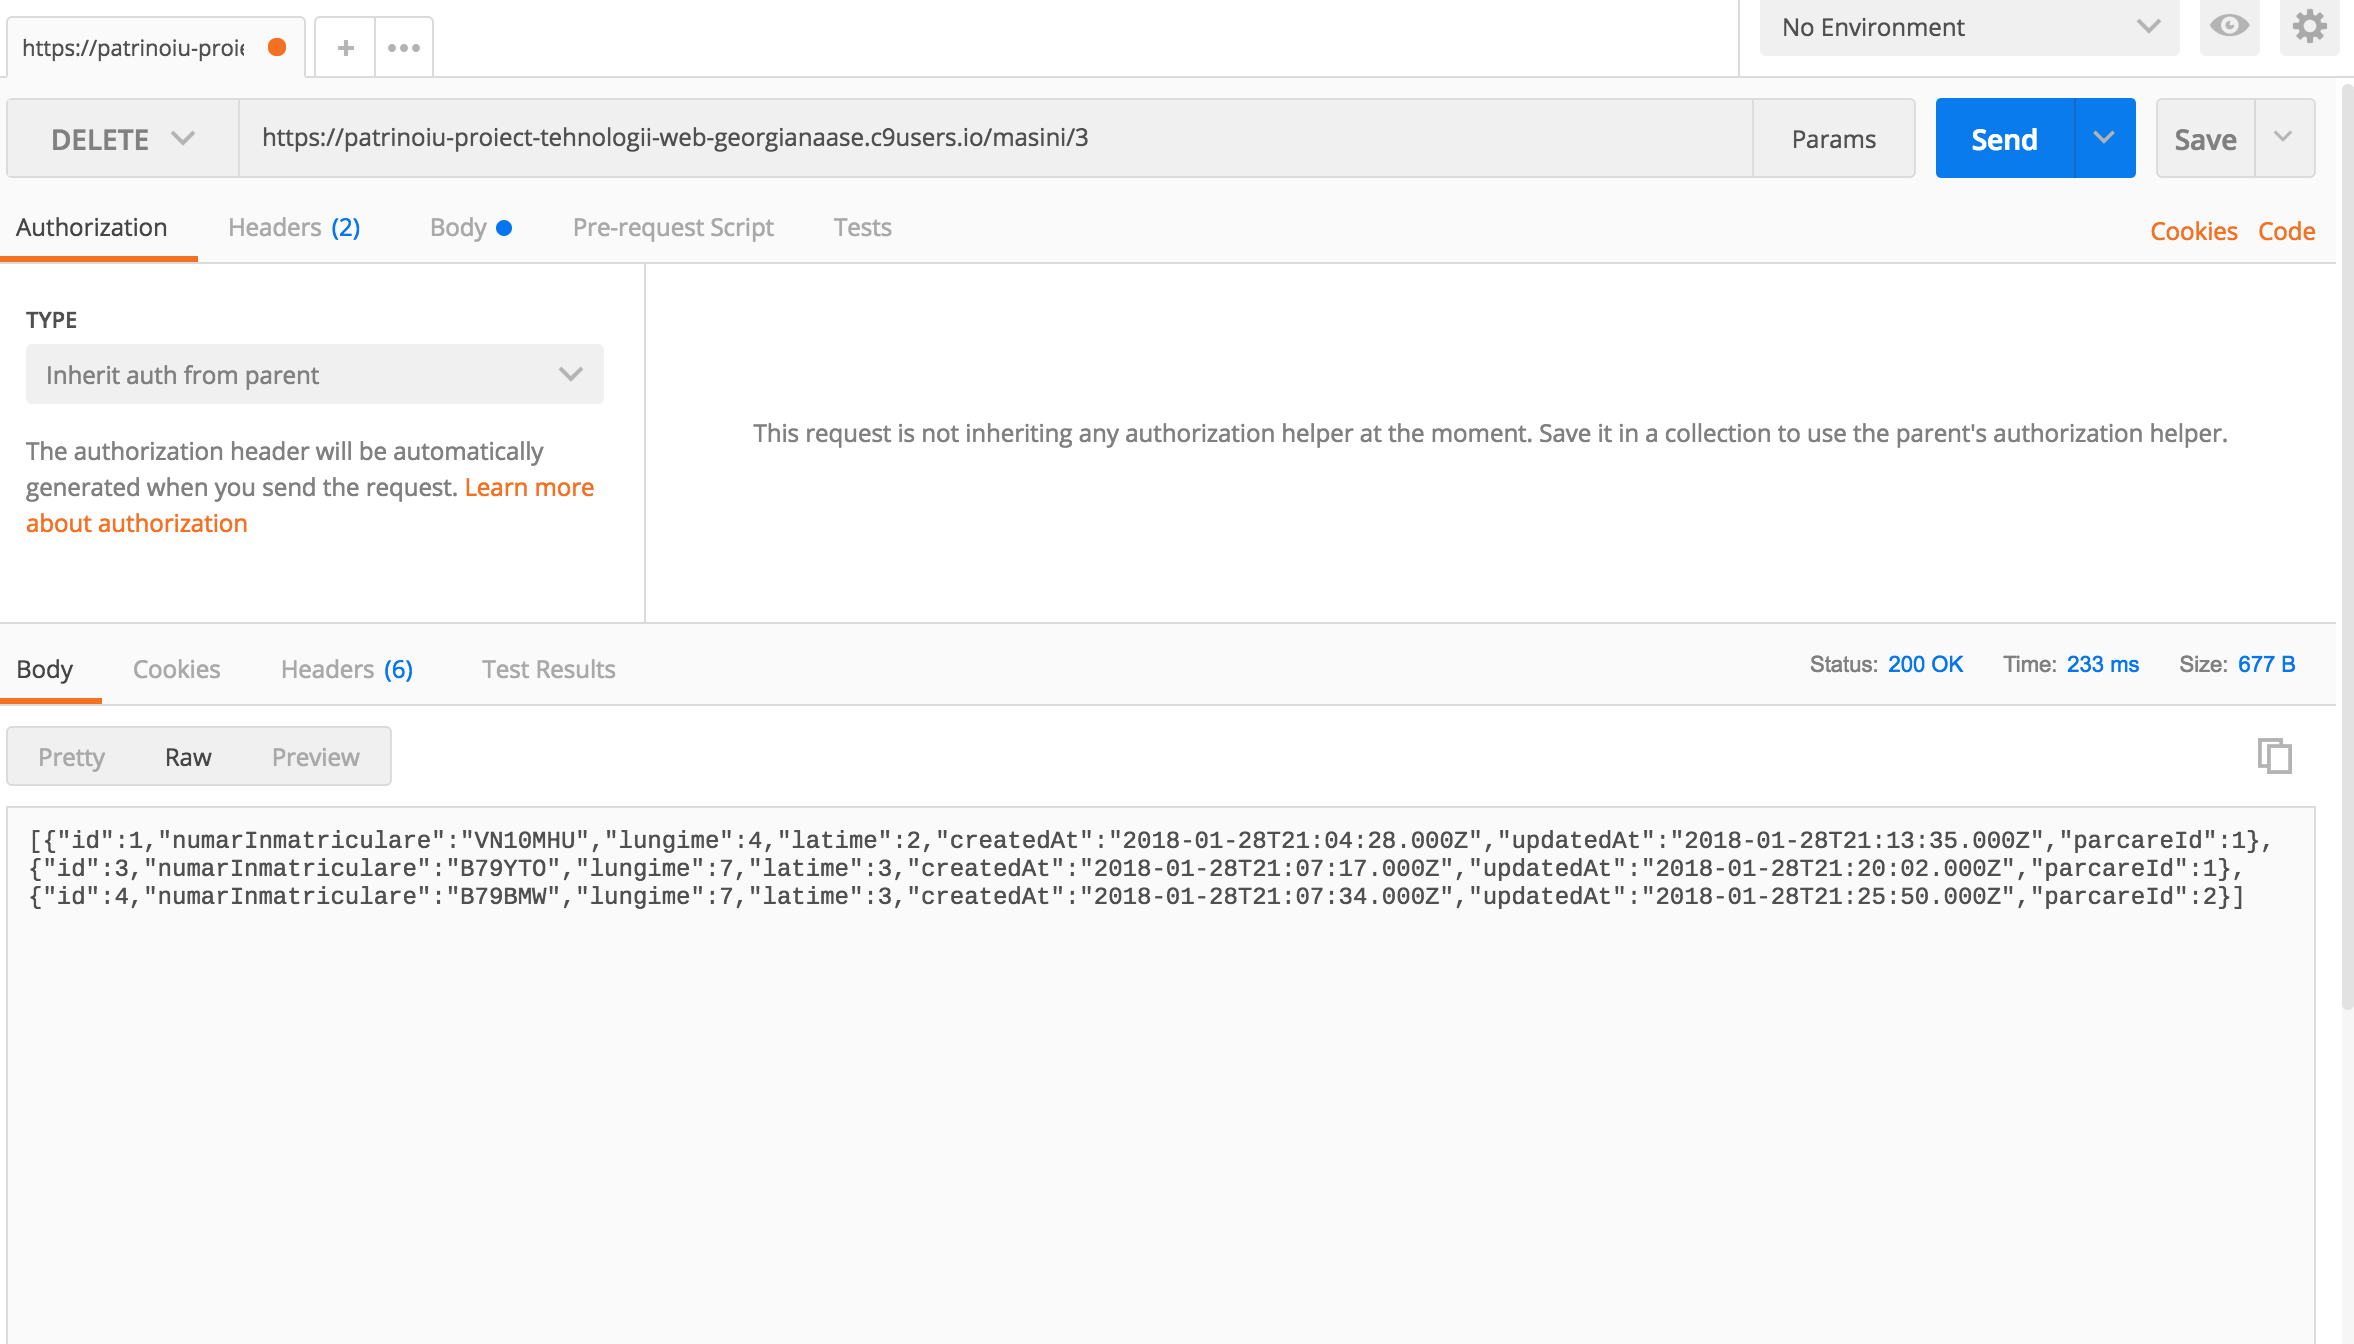 https://patrinoiu-proie
No Environment
DELETE
https://patrinoiu-proiect-tehnologii-web-georgianaase.c9users.io/masini/3
Params
Send
Save
Authorization
Headers (2)
Body
Pre-request Script
Tests
Cookies
Code
TYPE
Inherit auth from parent
The authorization header will be automatically
generated when you send the request. Learn more
about authorization
This request is not inheriting any authorization helper at the moment. Save it in a collection to use the parent's authorization helper.
Body
Cookies
Headers (6)
Test Results
Status: 200 OK
Time: 233 ms
Size: 677 B
Pretty
Raw
Preview
[{"id":1,"numarInmatriculare":"VN10MHU","lungime":4,"latime":2,"createdAt":"2018-01-28T21:04:28.000Z","updatedAt":"2018-01-28T21:13:35.000Z","parcareId":1},
{"id":3,"numarInmatriculare":"B79YTO","lungime":7,"latime":3,"createdAt":"2018-01-28T21:07:17.000Z","updatedAt":"2018-01-28T21:20:02.000Z","parcareId":1},
{"id":4,"numarInmatriculare":"B79BMW","lungime":7,"latime":3,"createdAt":"2018-01-28T21:07:34.000Z","updatedAt":"2018-01-28T21:25:50.000Z","parcareId":2}]